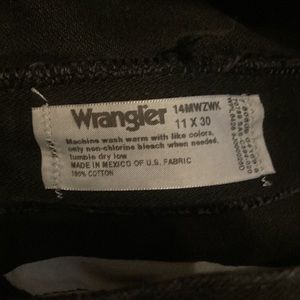 Wrangler 14MWZWK
11 X 30
Machine wash warm with like colors,
only non-chlorine bleach when needed,
tumble dry low
MADE IN MEXICO OF U.S. FABRIC
100% COTTON